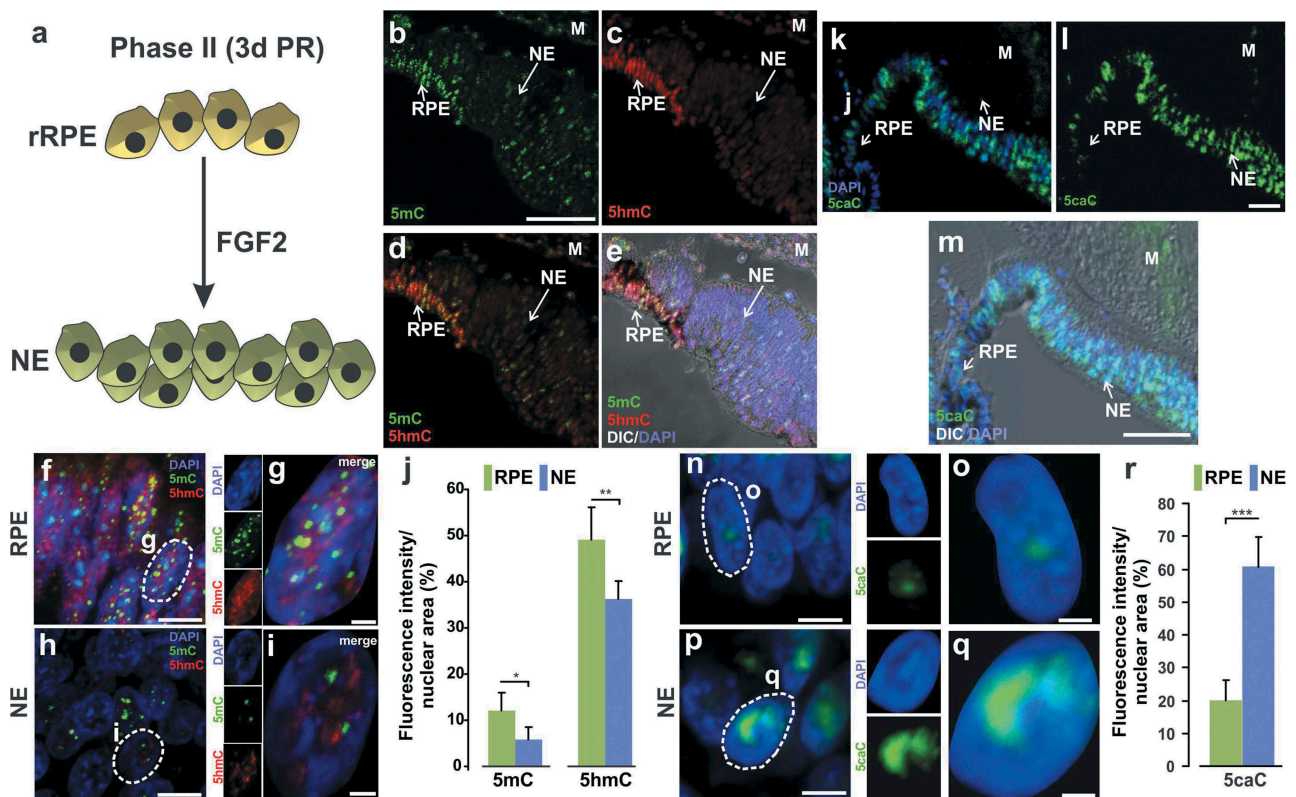 a
Phase II (3d PR)
rRPE
FGF2
NE
b
M
NE
RPE
5mC
c
M
NE
RPE
5hmC
d
M
NE
RPE
5mC
5hmC
e
M
NE
RPE
5mC
5hmC
DIC/DAPI
k
M
j
RPE
NE
DAPI
5caC
l
M
RPE
NE
5caC
m
M
RPE
NE
5caC
DIC/DAPI
RPE
f
DAPI
5mC
5hmC
g
DAPI
5mC
5hmC
g
merge
NE
h
DAPI
5mC
5hmC
i
DAPI
5mC
5hmC
i
merge
j
RPE NE
Fluorescence intensity/
nuclear area (%)
60
50
40
30
20
10
0
*
**
5mC 5hmC
RPE
n
o
DAPI
5caC
o
NE
p
q
DAPI
5caC
q
r
RPE NE
Fluorescence intensity/
nuclear area (%)
80
70
60
50
40
30
20
10
0
***
5caC